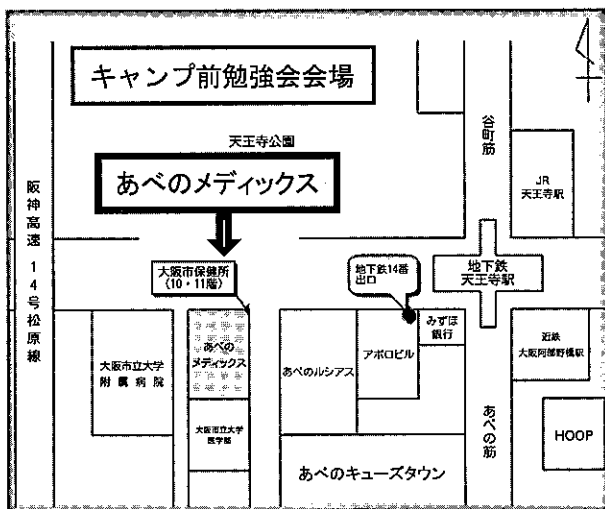 キャンプ前勉強会会場
天王寺公園
あべのメディックス
谷町筋
JR
天王寺駅
阪神高速 14号松原線
大阪市保健所
(10・11階)
地下鉄14番
出口
地下鉄
天王寺駅
みずほ
銀行
あべの
メディックス
大阪市立大学
附属病院
あべのルシアス
アポロビル
近鉄
大阪阿部野橋駅
大阪市立大学
医学部
あべの筋
HOOP
あべのキューズタウン